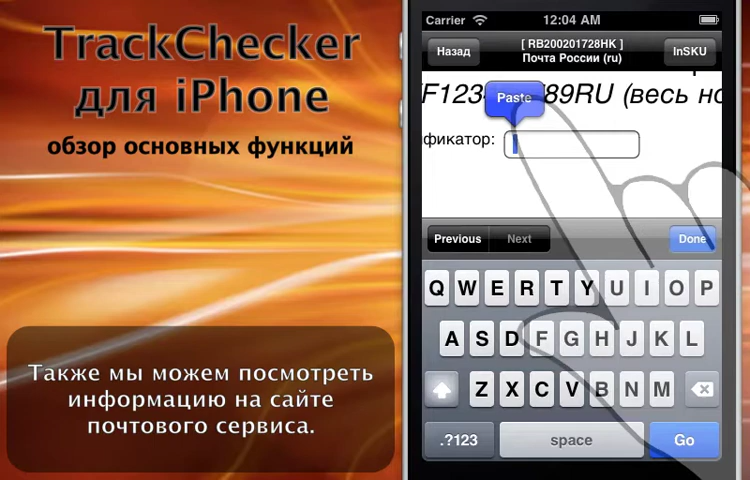 TrackChecker
для iPhone
обзор основных функций
Также мы можем посмотреть
информацию на сайте
почтового сервиса.
Carrier 12:04 AM
Назад [ RB200201728HK ] InSKU
Почта России (ru)
Paste
F123 89RU (весь но
фикатор:
Previous Next Done
Q W E R T Y U I O P
A S D F G H J K L
Z X C V B N M
.?123 space Go